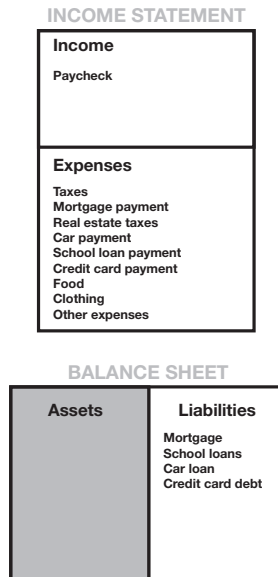 INCOME STATEMENT
Income
Paycheck
Expenses
Taxes
Mortgage payment
Real estate taxes
Car payment
School loan payment
Credit card payment
Food
Clothing
Other expenses
BALANCE SHEET
Assets
Liabilities
Mortgage
School loans
Car loan
Credit card debt